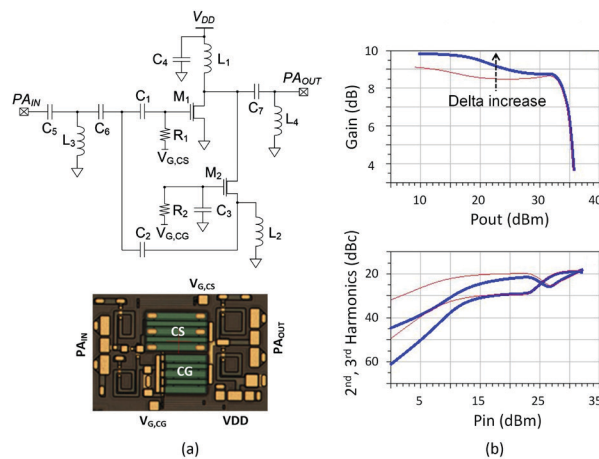 V_DD
C_4
L_1
PA_OUT
PA_IN
C_1
M_1
C_7
C_5
C_6
L_3
R_1
L_4
V_G,CS
M_2
R_2
C_3
V_G,CG
C_2
L_2
V_G,CS
PA_IN
CS
CG
PA_OUT
V_G,CG
VDD
(a)
Gain (dB)
10
8
6
4
Delta increase
0
10
20
30
40
Pout (dBm)
2nd, 3rd Harmonics (dBc)
20
40
60
5
15
25
35
Pin (dBm)
(b)